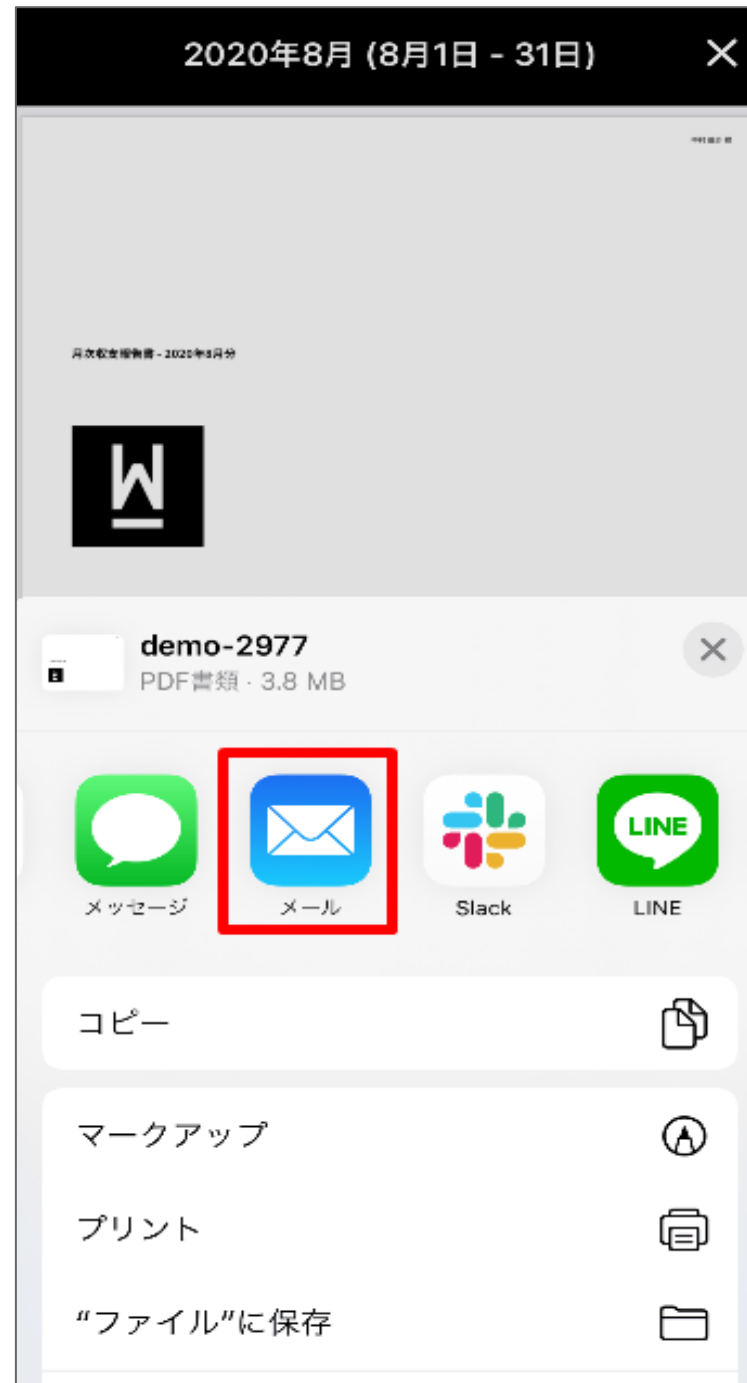 2020年8月 (8月1日 - 31日)
月次収支報告書 - 2020年8月分
demo-2977
PDF書類 · 3.8 MB
LINE
メッセージ
メール
Slack
LINE
コピー
マークアップ
プリント
“ファイル”に保存